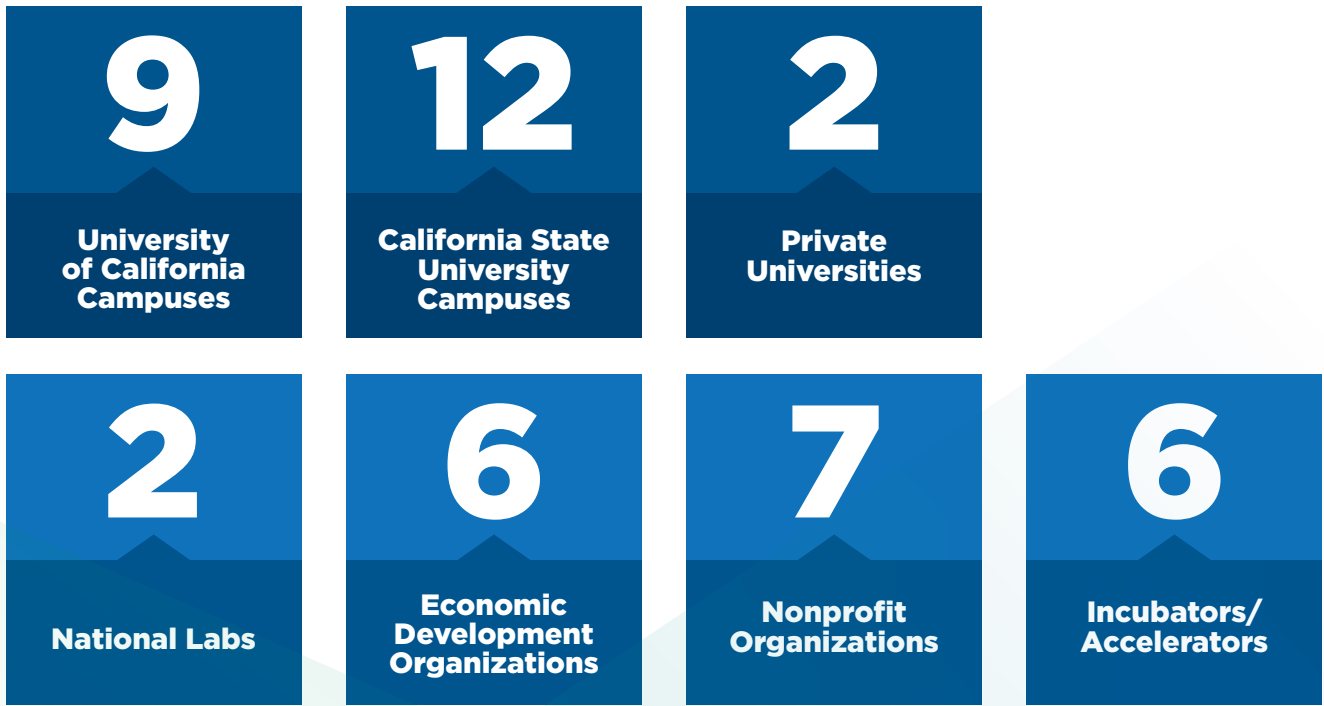 9
University
of California
Campuses
12
California State
University
Campuses
2
Private
Universities
2
National Labs
6
Economic
Development
Organizations
7
Nonprofit
Organizations
6
Incubators/
Accelerators